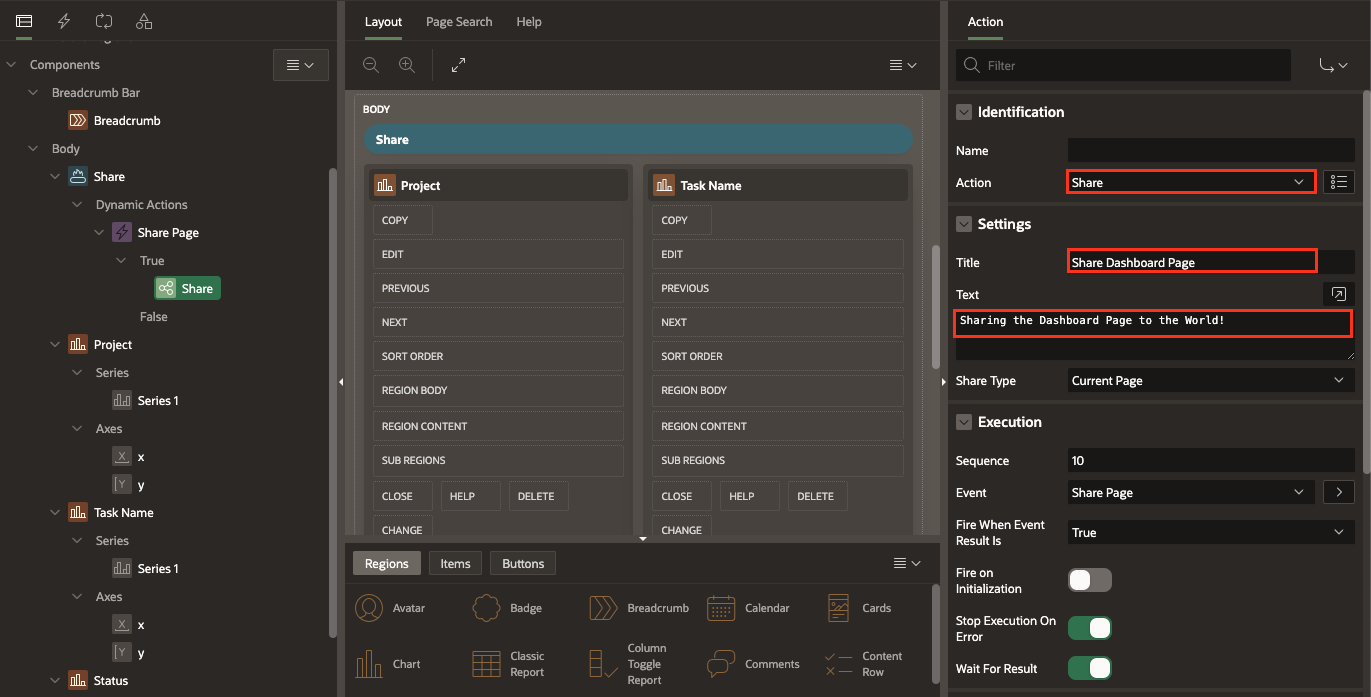 Components
Breadcrumb Bar
Breadcrumb
Body
Share
Dynamic Actions
Share Page
True
Share
False
Project
Series
Series 1
Axes
x
y
Task Name
Series
Series 1
Axes
x
y
Status
Layout Page Search Help
BODY
Share
Project
COPY
EDIT
PREVIOUS
NEXT
SORT ORDER
REGION BODY
REGION CONTENT
SUB REGIONS
CLOSE HELP DELETE
CHANGE
Task Name
COPY
EDIT
PREVIOUS
NEXT
SORT ORDER
REGION BODY
REGION CONTENT
SUB REGIONS
CLOSE HELP DELETE
CHANGE
Regions Items Buttons
Avatar Badge Breadcrumb Calendar Cards
Chart
Classic
Report
Column
Toggle
Report
Comments
Content
Row
Action
Filter
Identification
Name
Action Share
Settings
Title Share Dashboard Page
Text
Sharing the Dashboard Page to the World!
Share Type Current Page
Execution
Sequence 10
Event Share Page
Fire When Event
Result Is
True
Fire on
Initialization
Stop Execution On
Error
Wait For Result